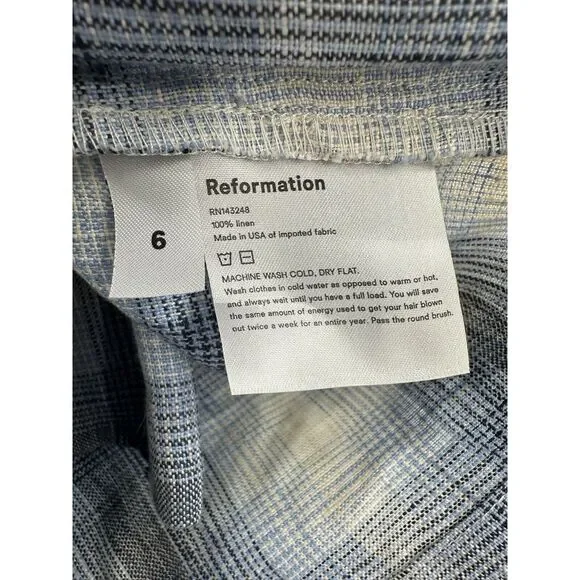 6
Reformation
RN143248
100% linen
Made in USA of imported fabric
MACHINE WASH COLD, DRY FLAT.
Wash clothes in cold water as opposed to warm or hot,
and always wait until you have a full load. You will save
the same amount of energy used to get your hair blown
out twice a week for an entire year. Pass the round brush.